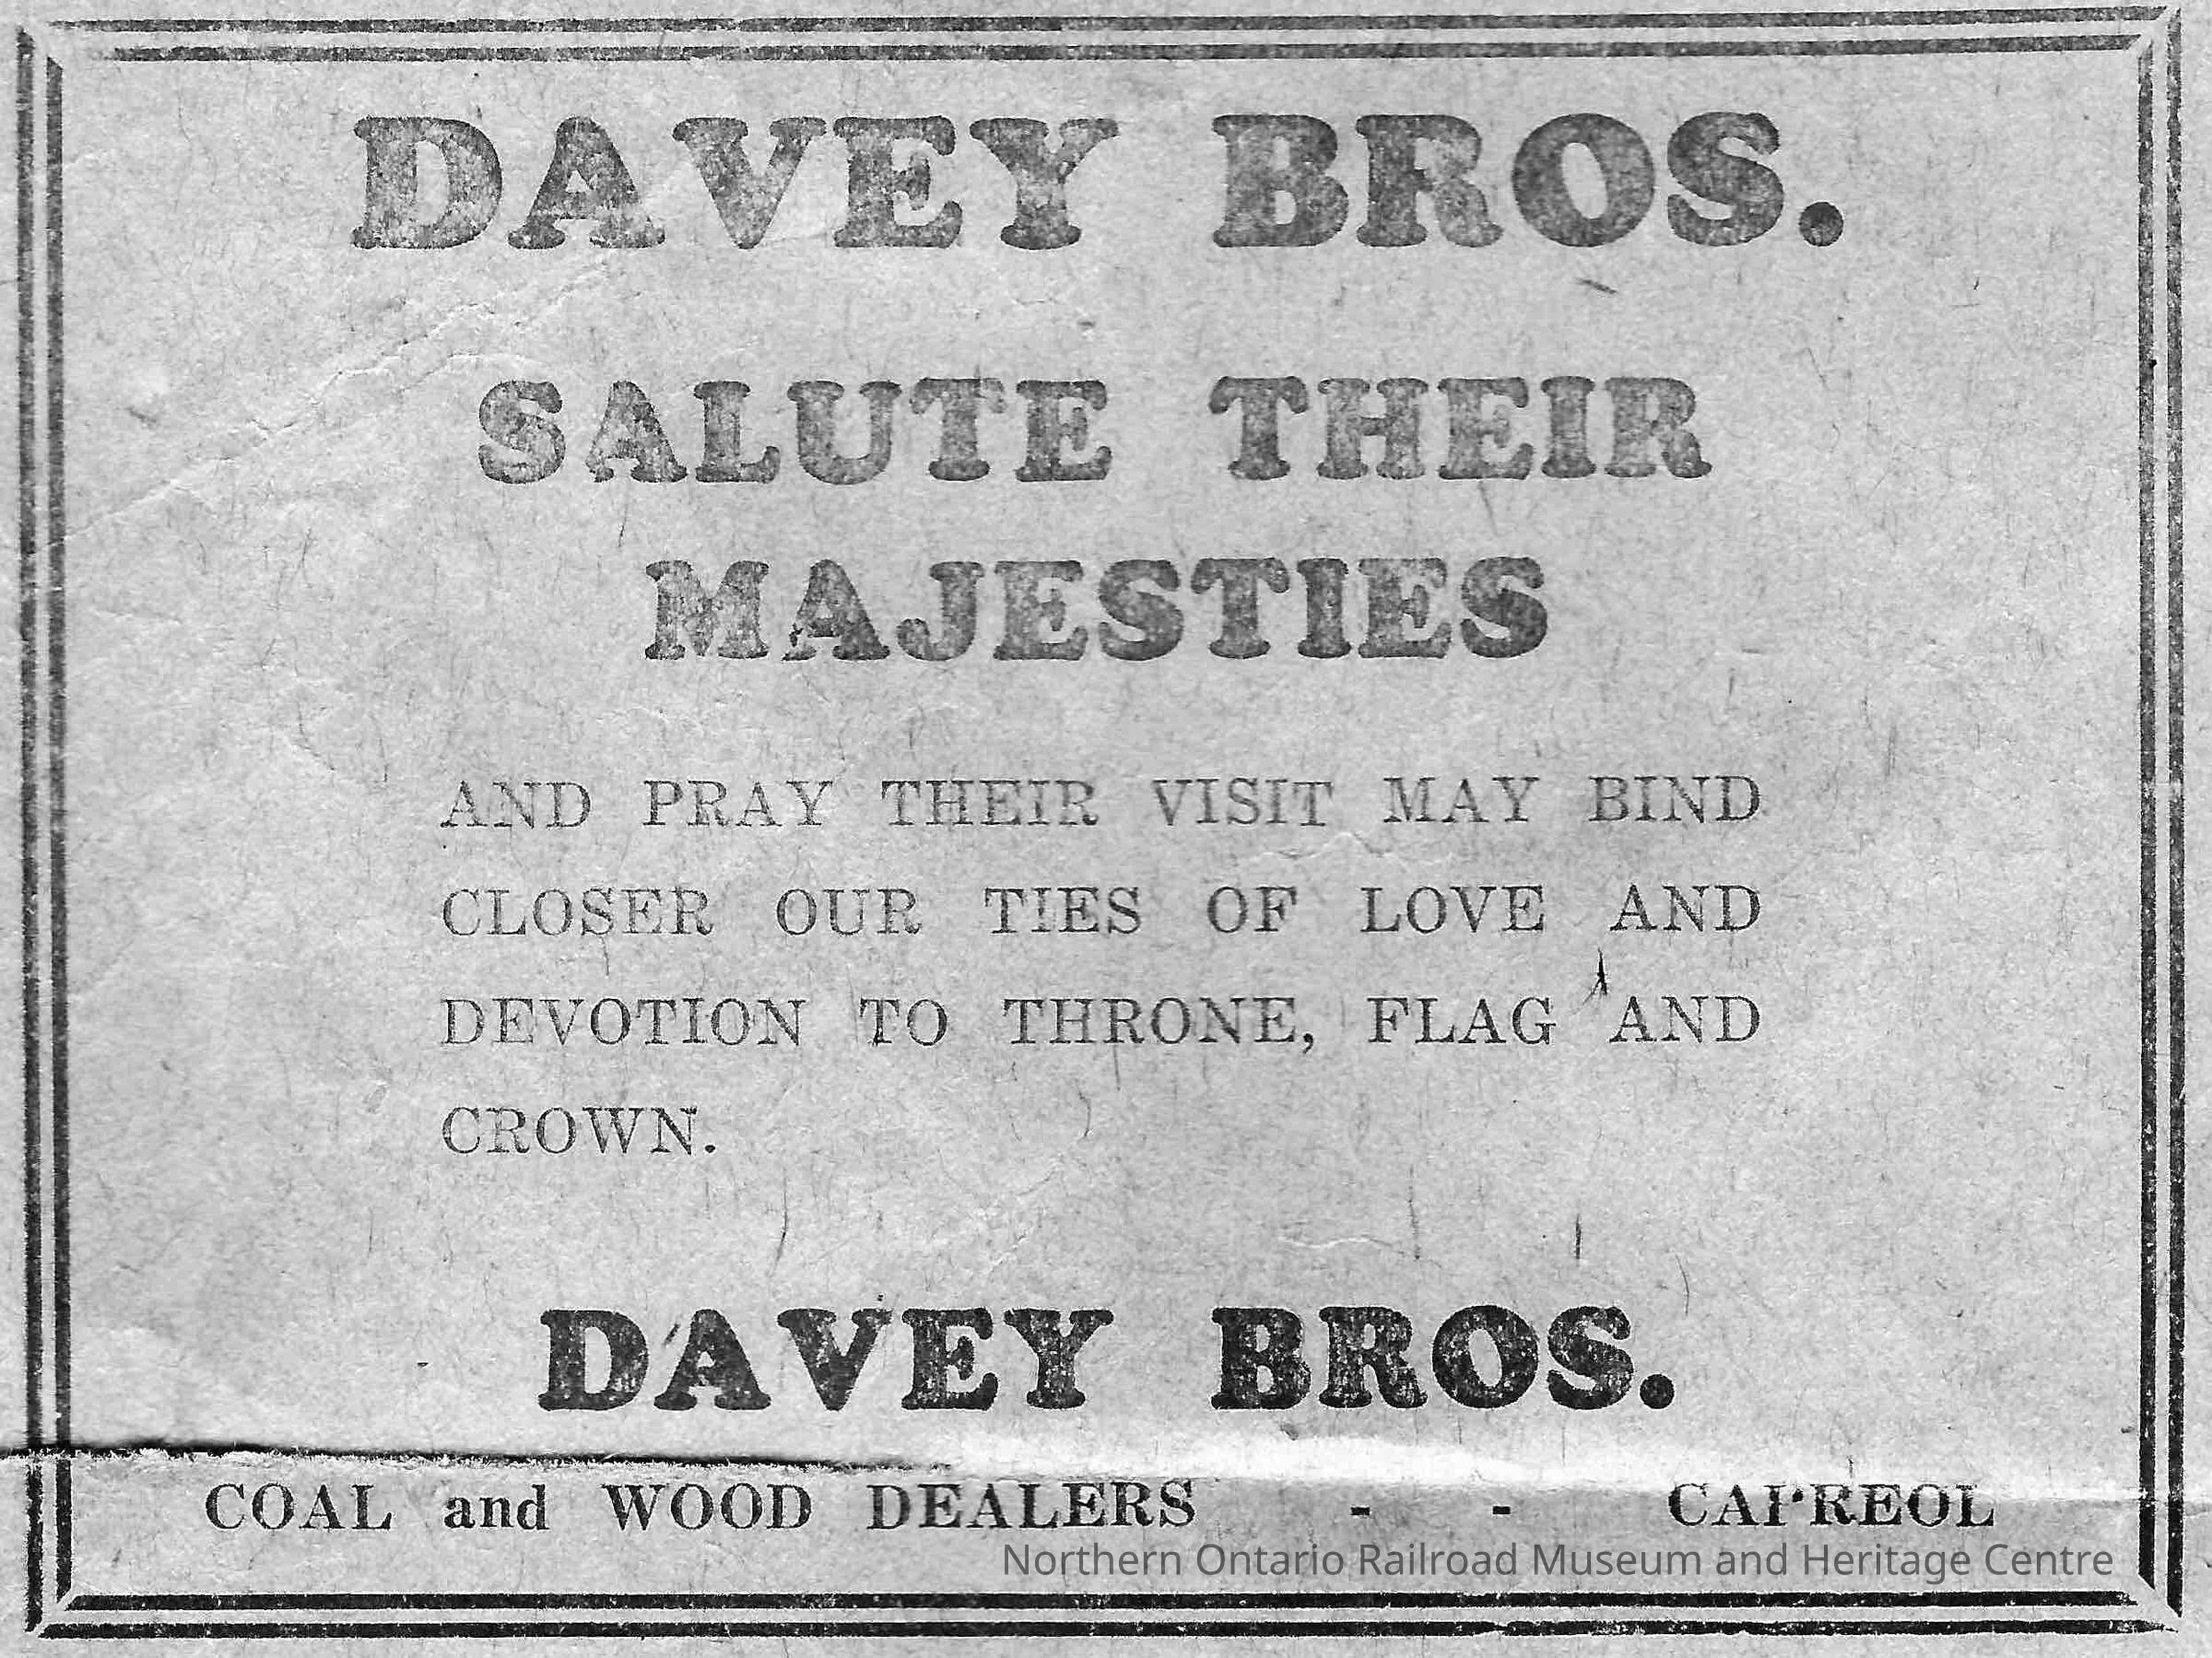 DAVEY BROS.
SALUTE THEIR
MAJESTIES
AND PRAY THEIR VISIT MAY BIND
CLOSER OUR TIES OF LOVE AND
DEVOTION TO THRONE, FLAG AND
CROWN.
DAVEY BROS.
COAL and WOOD DEALERS - - CAPREOL
Northern Ontario Railroad Museum and Heritage Centre